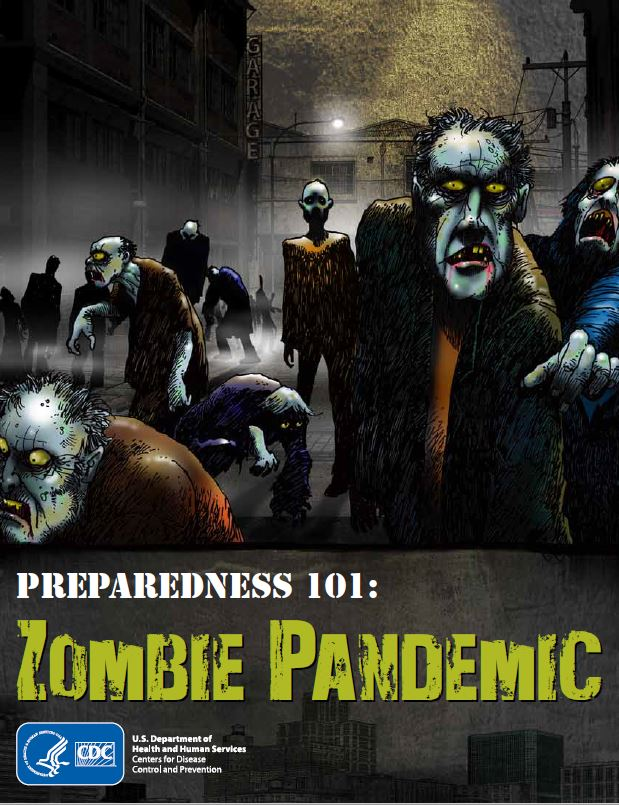 GARAGE
PREPAREDNESS 101:
ZOMBIE PANDEMIC
CDC
U.S. Department of
Health and Human Services
Centers for Disease
Control and Prevention